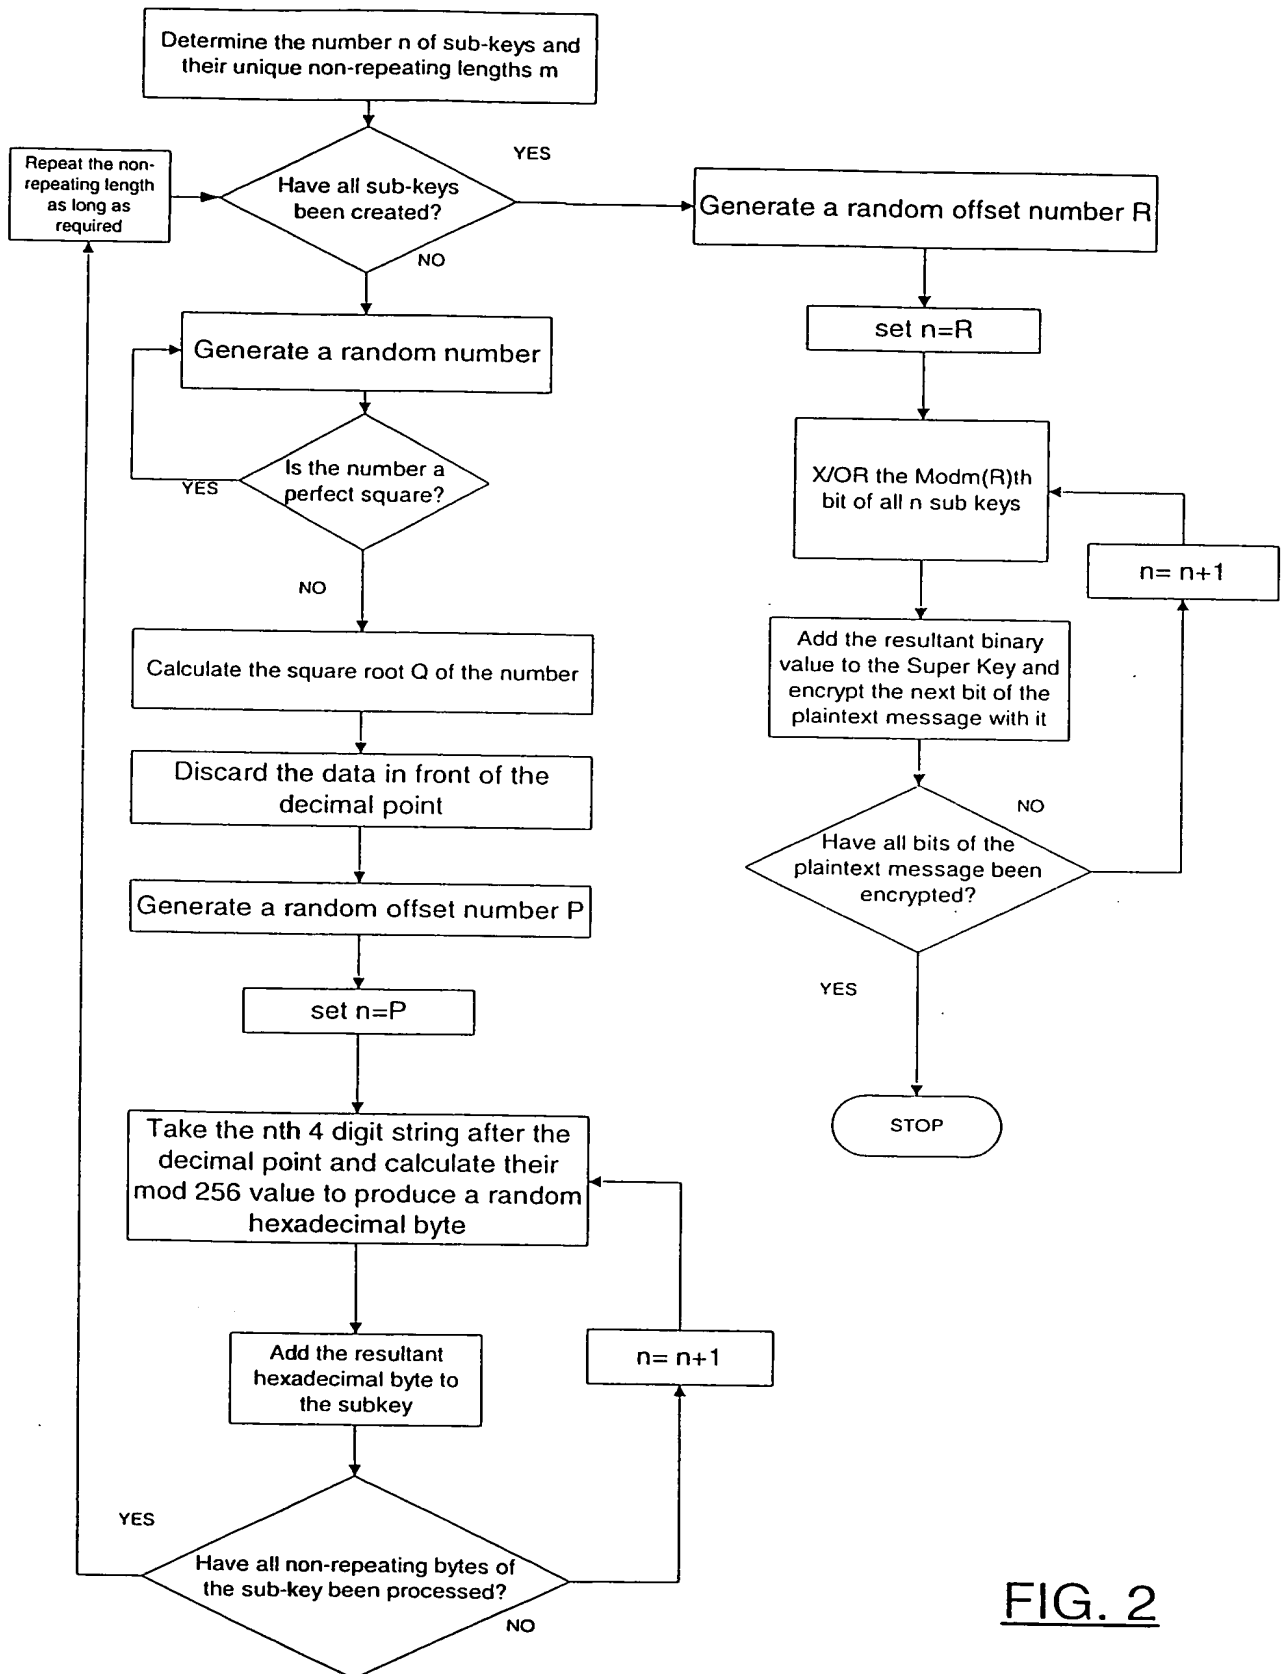 Determine the number n of sub-keys and
their unique non-repeating lengths m
Repeat the non-
repeating length
as long as
required
Have all sub-keys
been created?
YES
NO
Generate a random number
Is the number a
perfect square?
YES
NO
Calculate the square root Q of the number
Discard the data in front of the
decimal point
Generate a random offset number P
set n=P
Take the nth 4 digit string after the
decimal point and calculate their
mod 256 value to produce a random
hexadecimal byte
Add the resultant
hexadecimal byte to
the subkey
n= n+1
Have all non-repeating bytes of
the sub-key been processed?
YES
NO
Generate a random offset number R
set n=R
X/OR the Modm(R)th
bit of all n sub keys
n= n+1
Add the resultant binary
value to the Super Key and
encrypt the next bit of the
plaintext message with it
Have all bits of the
plaintext message been
encrypted?
NO
YES
STOP
FIG. 2